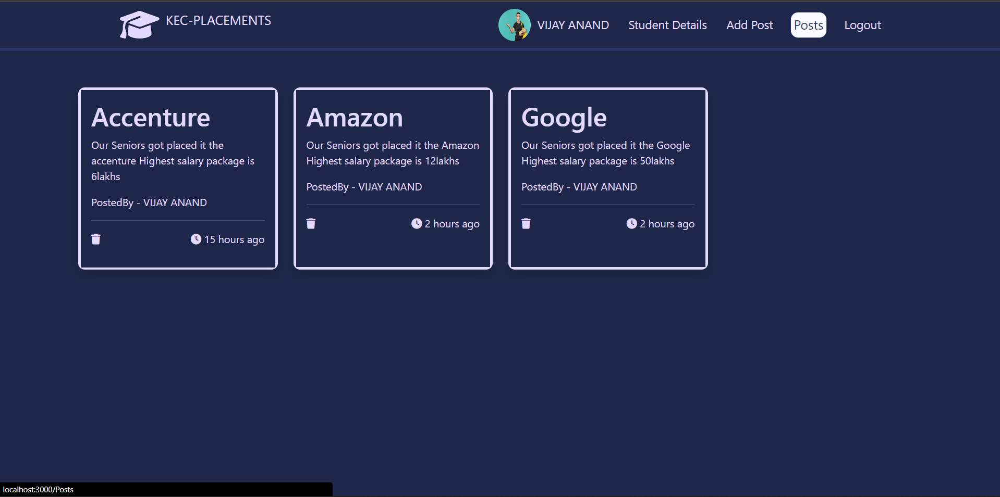 KEC-PLACEMENTS
VIJAY ANAND
Student Details
Add Post
Posts
Logout
Accenture
Our Seniors got placed it the
accenture Highest salary package is
6lakhs
PostedBy - VIJAY ANAND
15 hours ago
Amazon
Our Seniors got placed it the Amazon
Highest salary package is 12lakhs
PostedBy - VIJAY ANAND
2 hours ago
Google
Our Seniors got placed it the Google
Highest salary package is 50lakhs
PostedBy - VIJAY ANAND
2 hours ago
localhost:3000/Posts